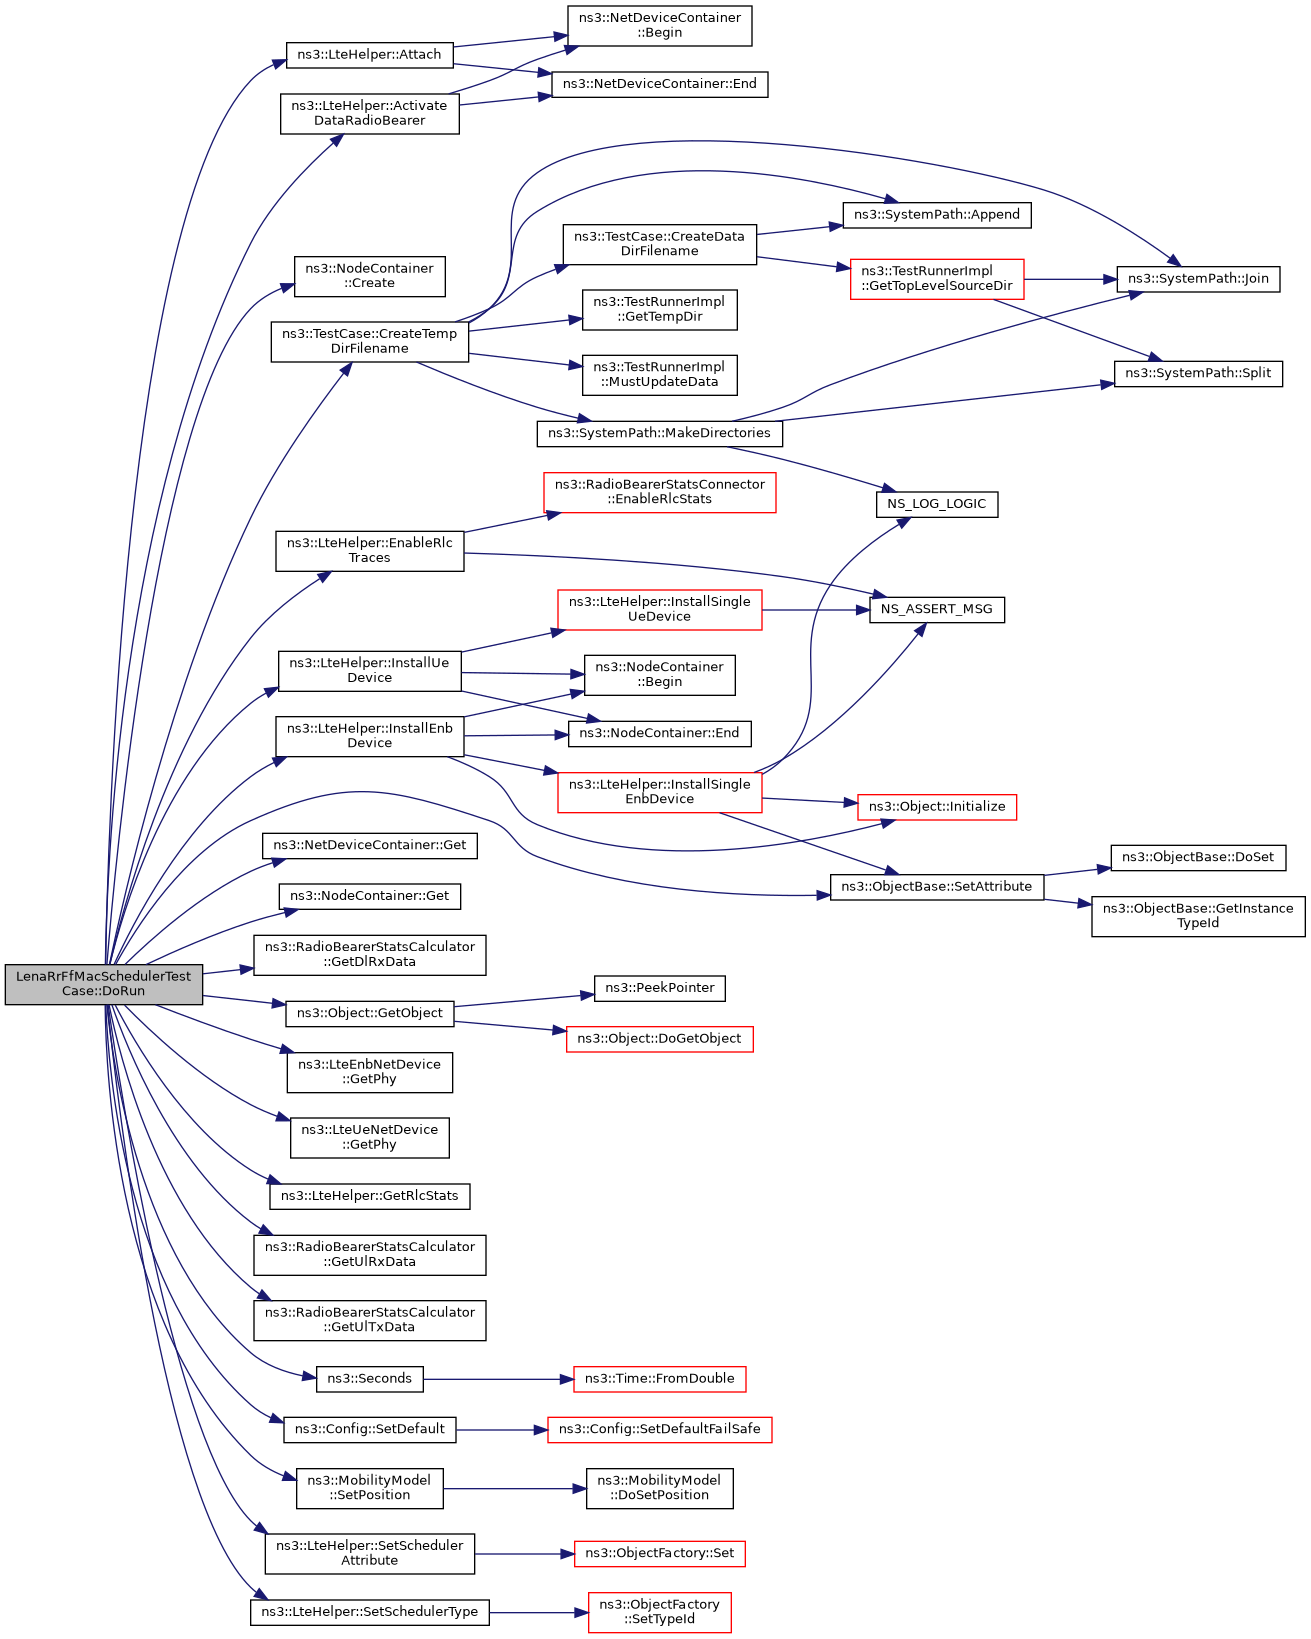 ns3::NetDeviceContainer
::Begin
ns3::LteHelper::Attach
ns3::NetDeviceContainer::End
ns3::LteHelper::Activate
DataRadioBearer
ns3::SystemPath::Append
ns3::TestCase::CreateData
DirFilename
ns3::NodeContainer
::Create
ns3::TestRunnerImpl
::GetTopLevelSourceDir
ns3::SystemPath::Join
ns3::TestRunnerImpl
::GetTempDir
ns3::TestCase::CreateTemp
DirFilename
ns3::TestRunnerImpl
::MustUpdateData
ns3::SystemPath::Split
ns3::SystemPath::MakeDirectories
ns3::RadioBearerStatsConnector
::EnableRlcStats
NS_LOG_LOGIC
ns3::LteHelper::EnableRlc
Traces
ns3::LteHelper::InstallSingle
UeDevice
NS_ASSERT_MSG
ns3::LteHelper::InstallUe
Device
ns3::NodeContainer
::Begin
ns3::LteHelper::InstallEnb
Device
ns3::NodeContainer::End
ns3::LteHelper::InstallSingle
EnbDevice
ns3::Object::Initialize
ns3::NetDeviceContainer::Get
ns3::ObjectBase::DoSet
ns3::ObjectBase::SetAttribute
ns3::NodeContainer::Get
ns3::ObjectBase::GetInstance
TypeId
ns3::RadioBearerStatsCalculator
::GetDlRxData
LenaRrFfMacSchedulerTest
Case::DoRun
ns3::PeekPointer
ns3::Object::GetObject
ns3::Object::DoGetObject
ns3::LteEnbNetDevice
::GetPhy
ns3::LteUeNetDevice
::GetPhy
ns3::LteHelper::GetRlcStats
ns3::RadioBearerStatsCalculator
::GetUlRxData
ns3::RadioBearerStatsCalculator
::GetUlTxData
ns3::Seconds
ns3::Time::FromDouble
ns3::Config::SetDefault
ns3::Config::SetDefaultFailSafe
ns3::MobilityModel
::SetPosition
ns3::MobilityModel
::DoSetPosition
ns3::LteHelper::SetScheduler
Attribute
ns3::ObjectFactory::Set
ns3::LteHelper::SetSchedulerType
ns3::ObjectFactory
::SetTypeId